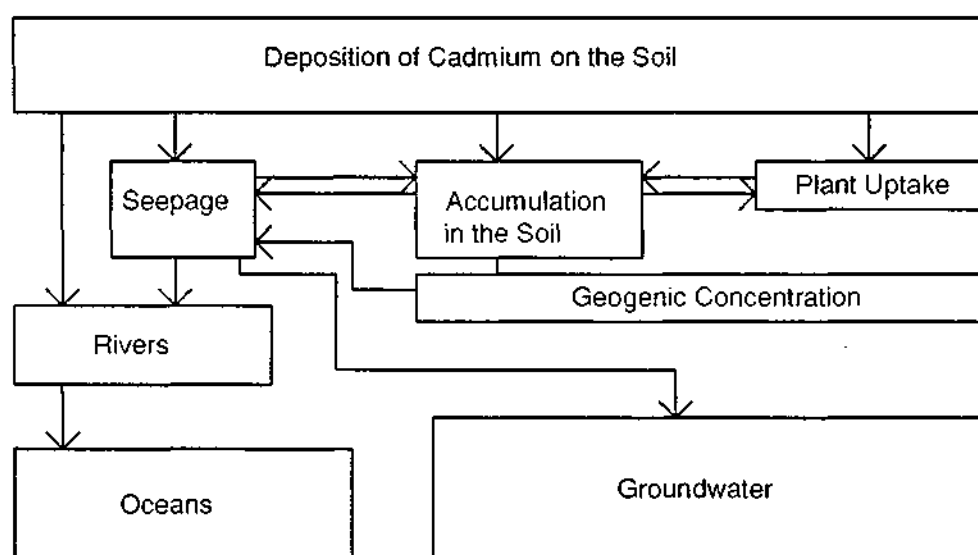 Deposition of Cadmium on the Soil
Seepage
Accumulation
in the Soil
Plant Uptake
Geogenic Concentration
Rivers
Oceans
Groundwater